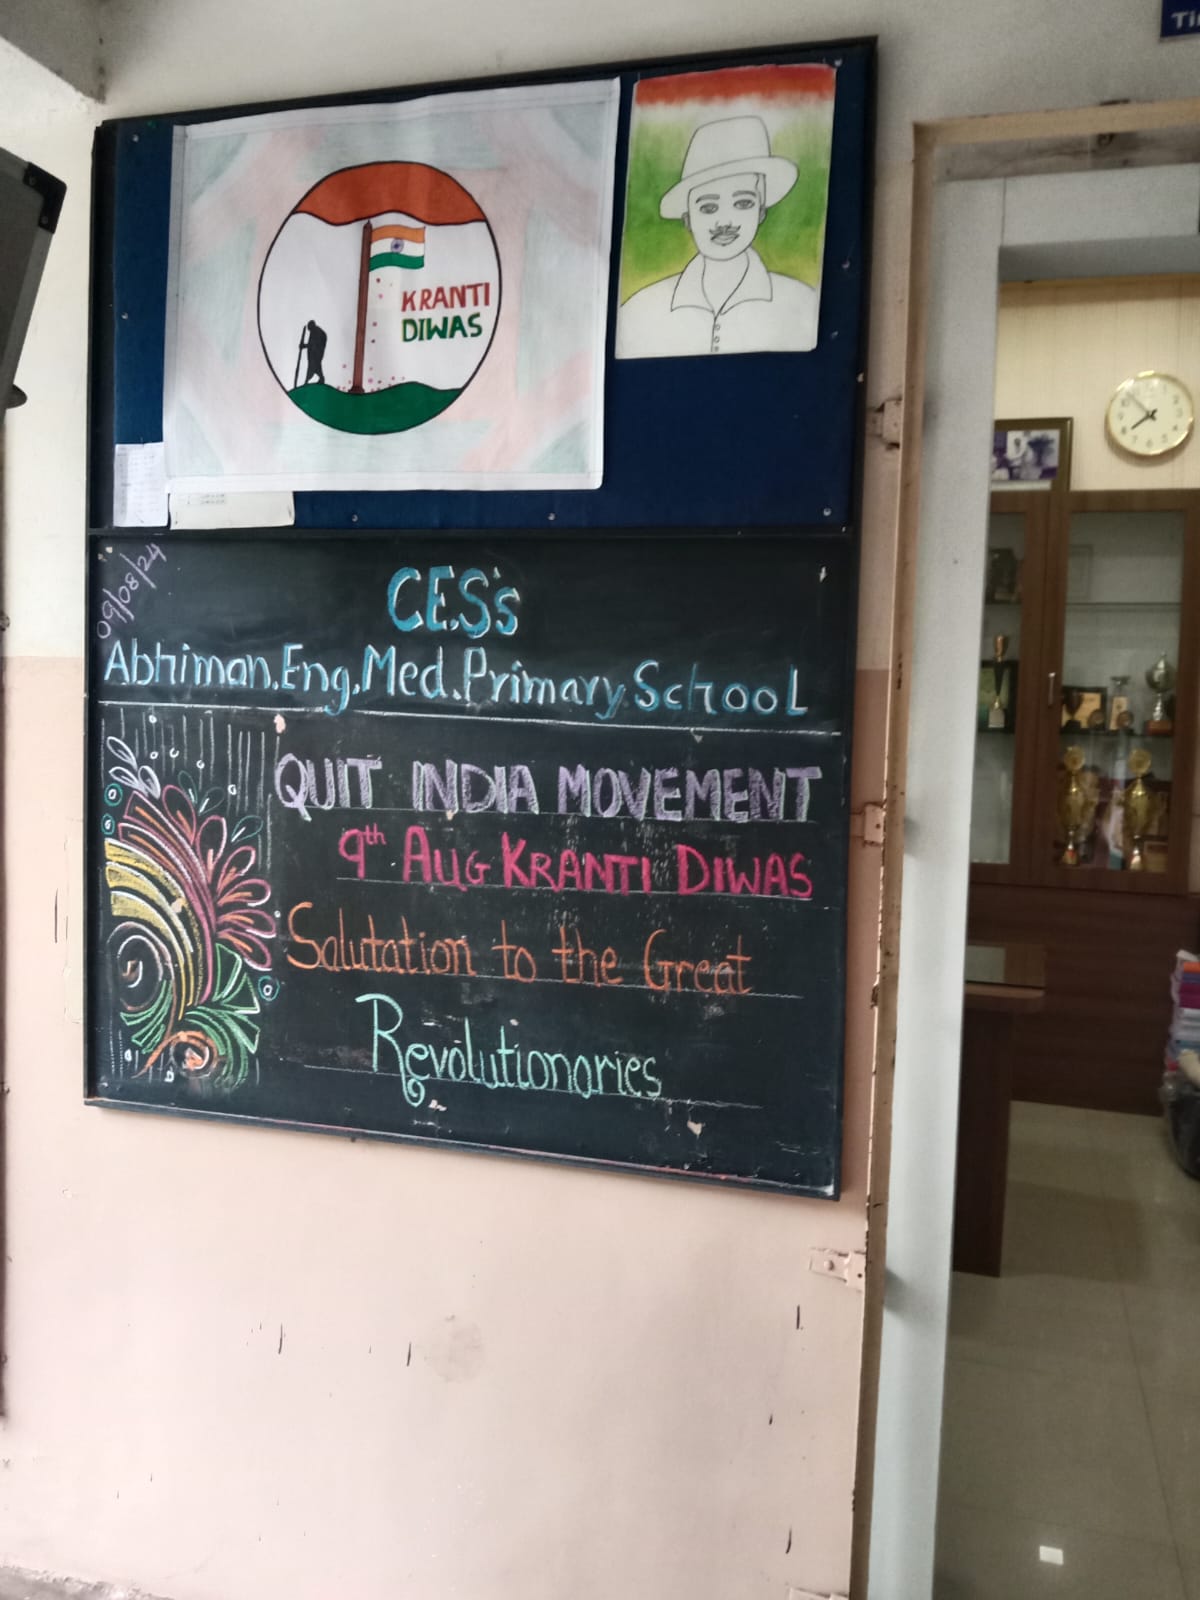 KRANTI
DIWAS
09/08/24
C.E.S's
Abhiman.Eng.Med.Primary School
QUIT INDIA MOVEMENT
9th AUG KRANTI DIWAS
Salutation to the Great
Revolutionaries